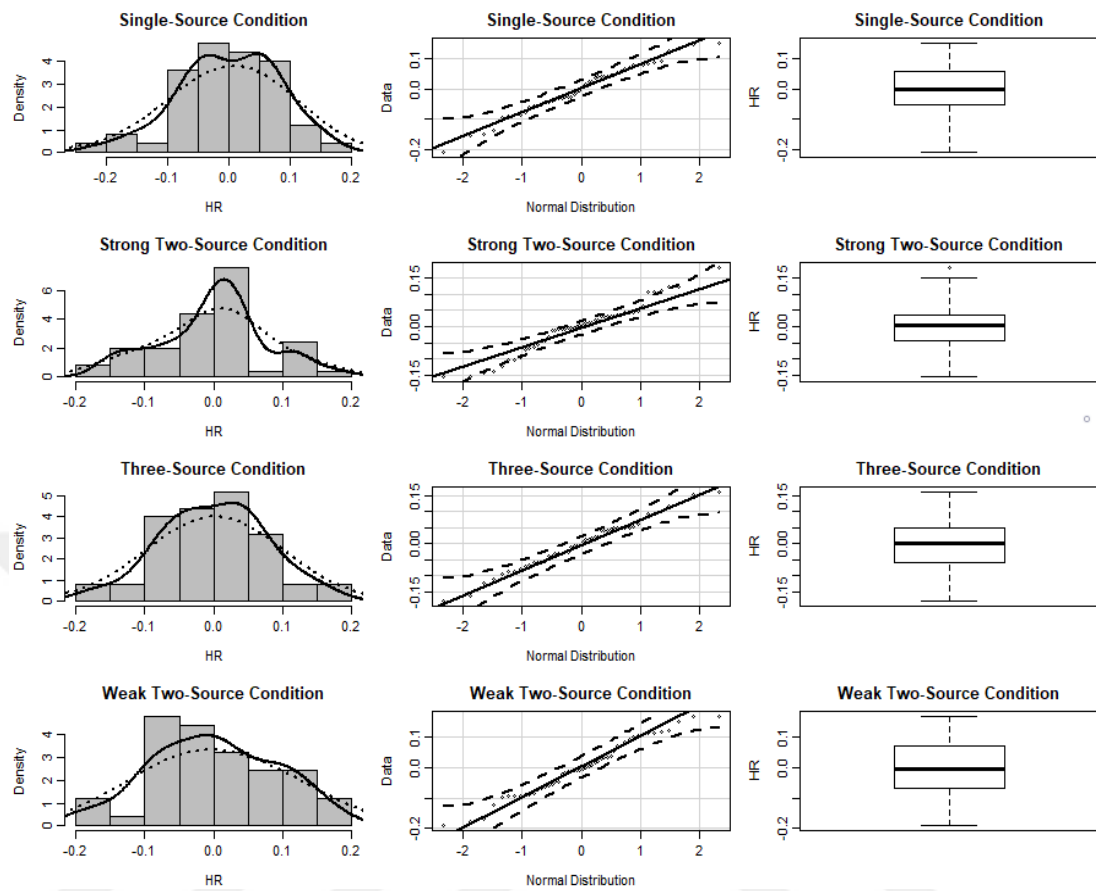 Single-Source Condition
Density
0 1 2 3 4
-0.2 -0.1 0.0 0.1 0.2
HR
Single-Source Condition
Data
-0.2 0.0 0.1
-2 -1 0 1 2
Normal Distribution
Single-Source Condition
HR
-0.2 0.0 0.1
Strong Two-Source Condition
Density
0 2 4 6
-0.2 -0.1 0.0 0.1 0.2
HR
Strong Two-Source Condition
Data
-0.15 0.00 0.15
-2 -1 0 1 2
Normal Distribution
Strong Two-Source Condition
HR
-0.15 0.00 0.15
Three-Source Condition
Density
0 1 2 3 4 5
-0.2 -0.1 0.0 0.1 0.2
HR
Three-Source Condition
Data
-0.15 0.00 0.15
-2 -1 0 1 2
Normal Distribution
Three-Source Condition
HR
-0.15 0.00 0.15
Weak Two-Source Condition
Density
0 1 2 3 4
-0.2 -0.1 0.0 0.1 0.2
HR
Weak Two-Source Condition
Data
-0.2 0.0 0.1
-2 -1 0 1 2
Normal Distribution
Weak Two-Source Condition
HR
-0.2 0.0 0.1